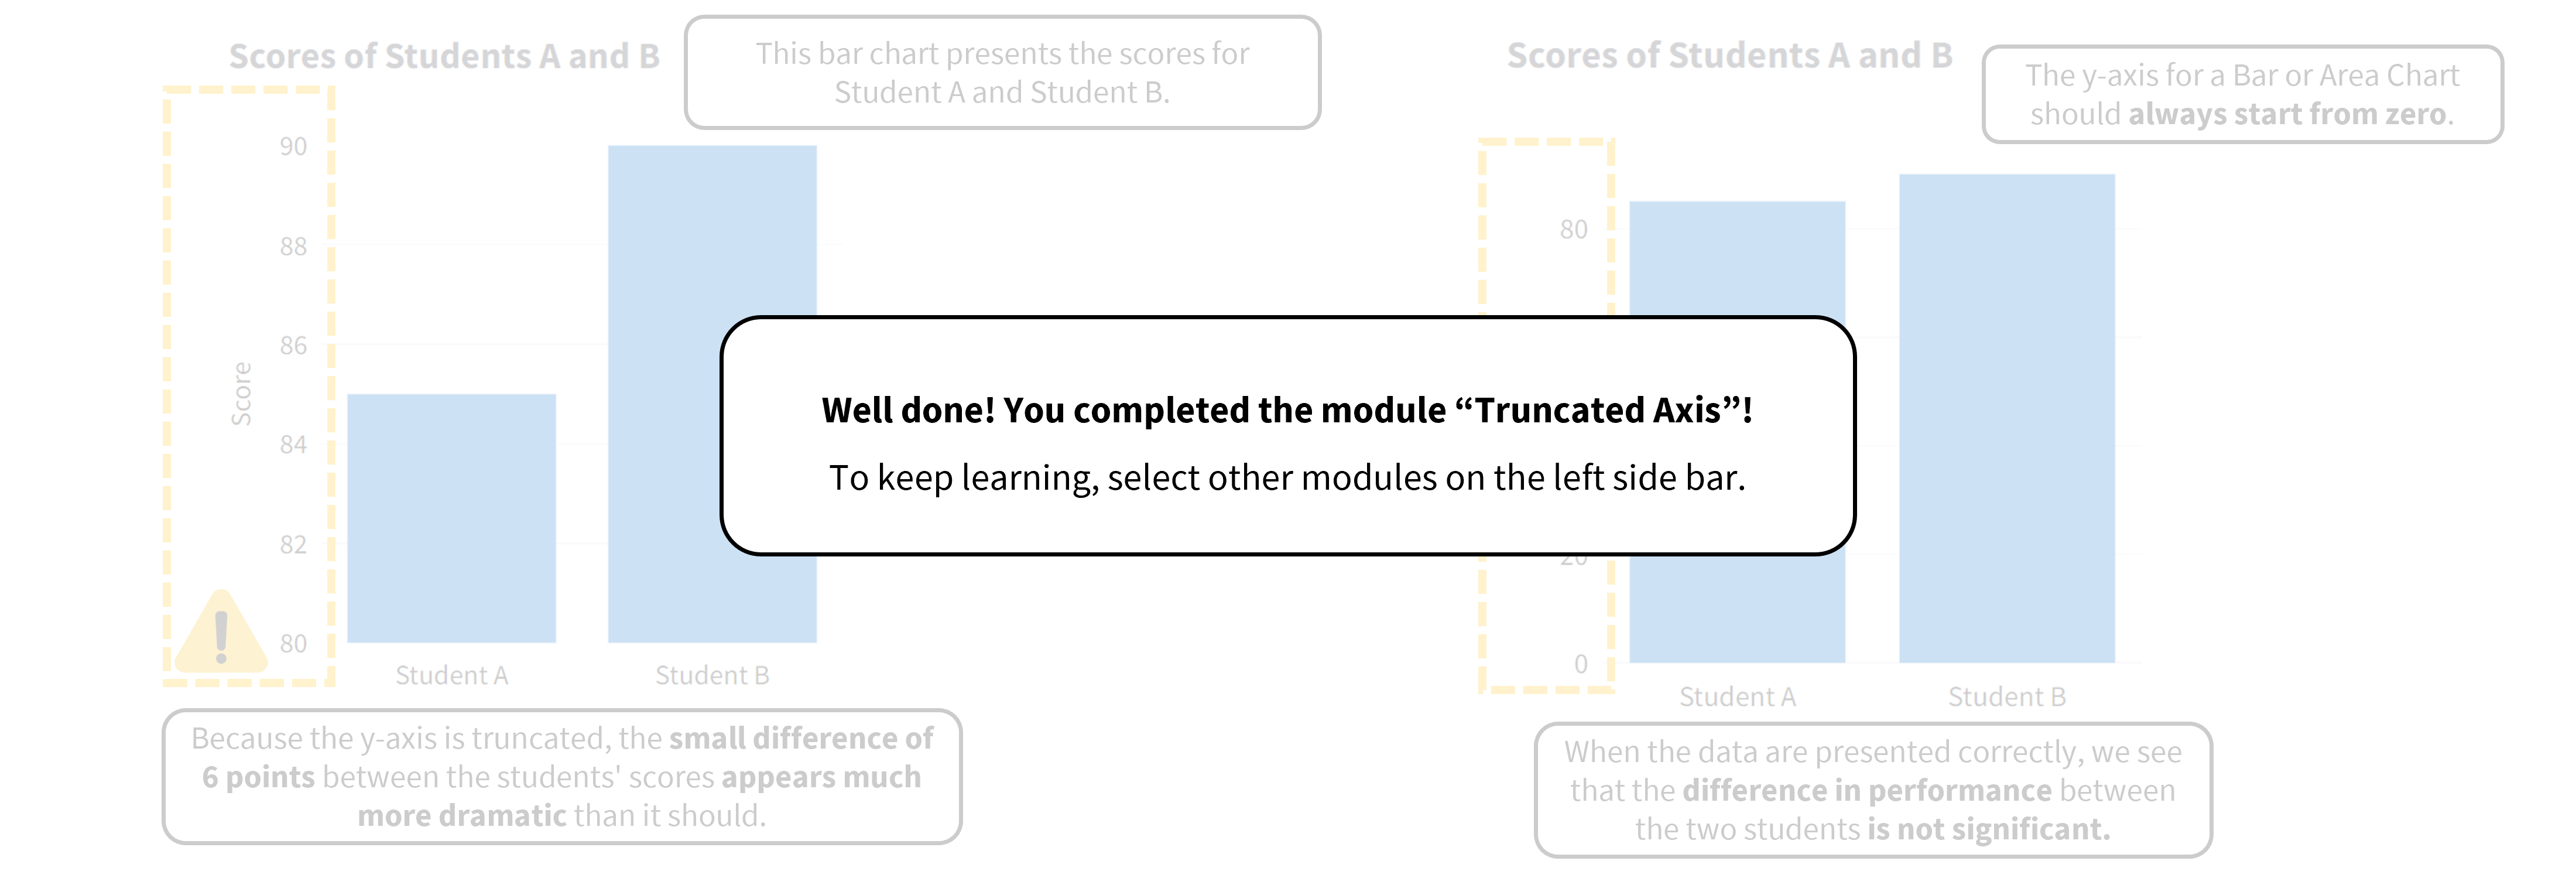 Scores of Students A and B
This bar chart presents the scores for
Student A and Student B.
90
88
86
84
82
80
Score
Student A
Student B
Because the y-axis is truncated, the small difference of
6 points between the students' scores appears much
more dramatic than it should.
Well done! You completed the module “Truncated Axis”!
To keep learning, select other modules on the left side bar.
Scores of Students A and B
The y-axis for a Bar or Area Chart
should always start from zero.
80
20
0
Student A
Student B
When the data are presented correctly, we see
that the difference in performance between
the two students is not significant.